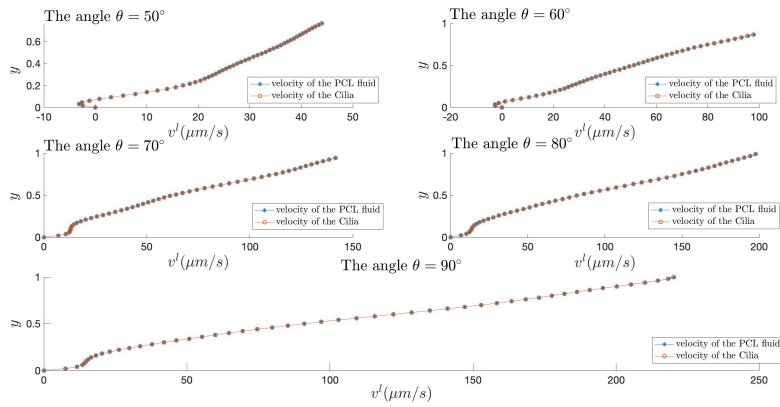 The angle θ = 50°
0.6
0.4
0.2
0
y
-10 0 10 20 30 40 50
v^l(μm/s)
velocity of the PCL fluid
velocity of the Cilia
The angle θ = 60°
1
0.5
0
y
-20 0 20 40 60 80 100
v^l(μm/s)
velocity of the PCL fluid
velocity of the Cilia
The angle θ = 70°
1
0.5
0
y
0 50 100 150
v^l(μm/s)
velocity of the PCL fluid
velocity of the Cilia
The angle θ = 80°
1
0.5
0
y
0 50 100 150 200
v^l(μm/s)
velocity of the PCL fluid
velocity of the Cilia
The angle θ = 90°
1
0.5
0
y
0 50 100 150 200 250
v^l(μm/s)
velocity of the PCL fluid
velocity of the Cilia